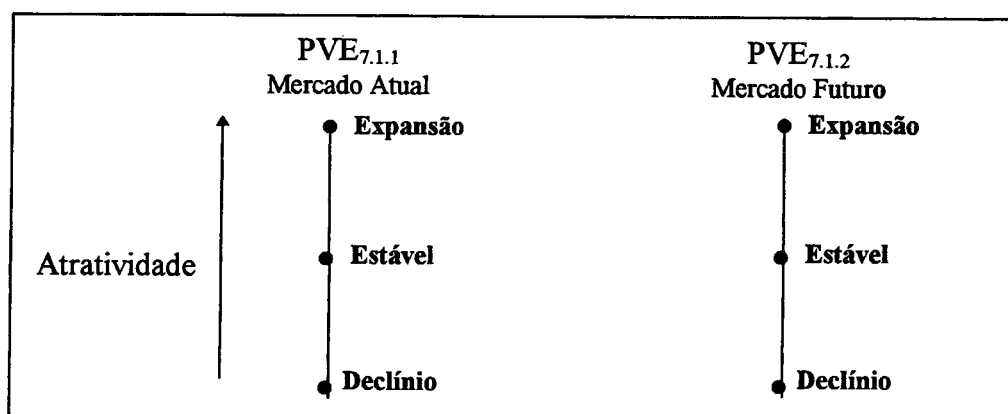 PVE7.1.1
Mercado Atual
PVE7.1.2
Mercado Futuro
Expansão
Expansão
Atratividade
Estável
Estável
Declínio
Declínio